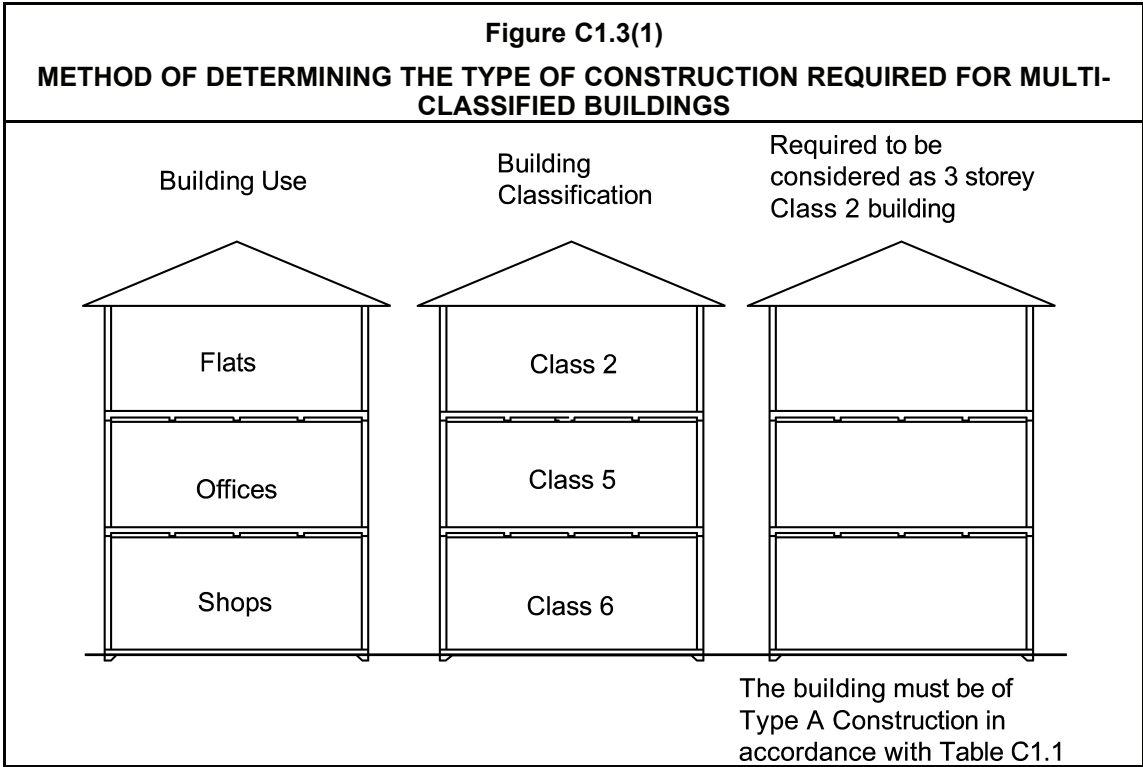 Figure C1.3(1)
METHOD OF DETERMINING THE TYPE OF CONSTRUCTION REQUIRED FOR MULTI-
CLASSIFIED BUILDINGS
Building Use
Building
Classification
Required to be
considered as 3 storey
Class 2 building
Flats
Class 2
Offices
Class 5
Shops
Class 6
The building must be of
Type A Construction in
accordance with Table C1.1